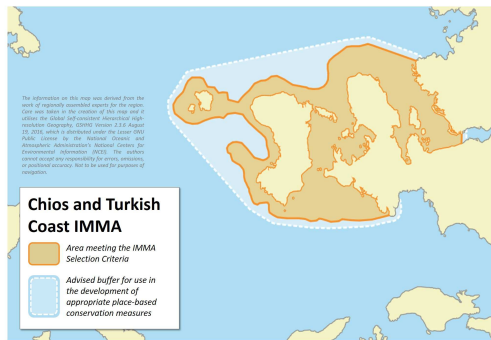 The information on this map was derived from the
work of regionally assembled experts for the region.
Care was taken in the creation of this map and it
utilises the Global Self-consistent Hierarchical High-
resolution Geography, GSHHG Version 2.3.6 August
19, 2016, which is distributed under the Lesser GNU
Public License by the National Oceanic and
Atmospheric Administration's National Centers for
Environmental Information (NCEI). The authors
cannot accept any responsibility for errors, omissions,
or positional accuracy. Not to be used for purposes of
navigation.
Chios and Turkish
Coast IMMA
Area meeting the IMMA
Selection Criteria
Advised buffer for use in
the development of
appropriate place-based
conservation measures